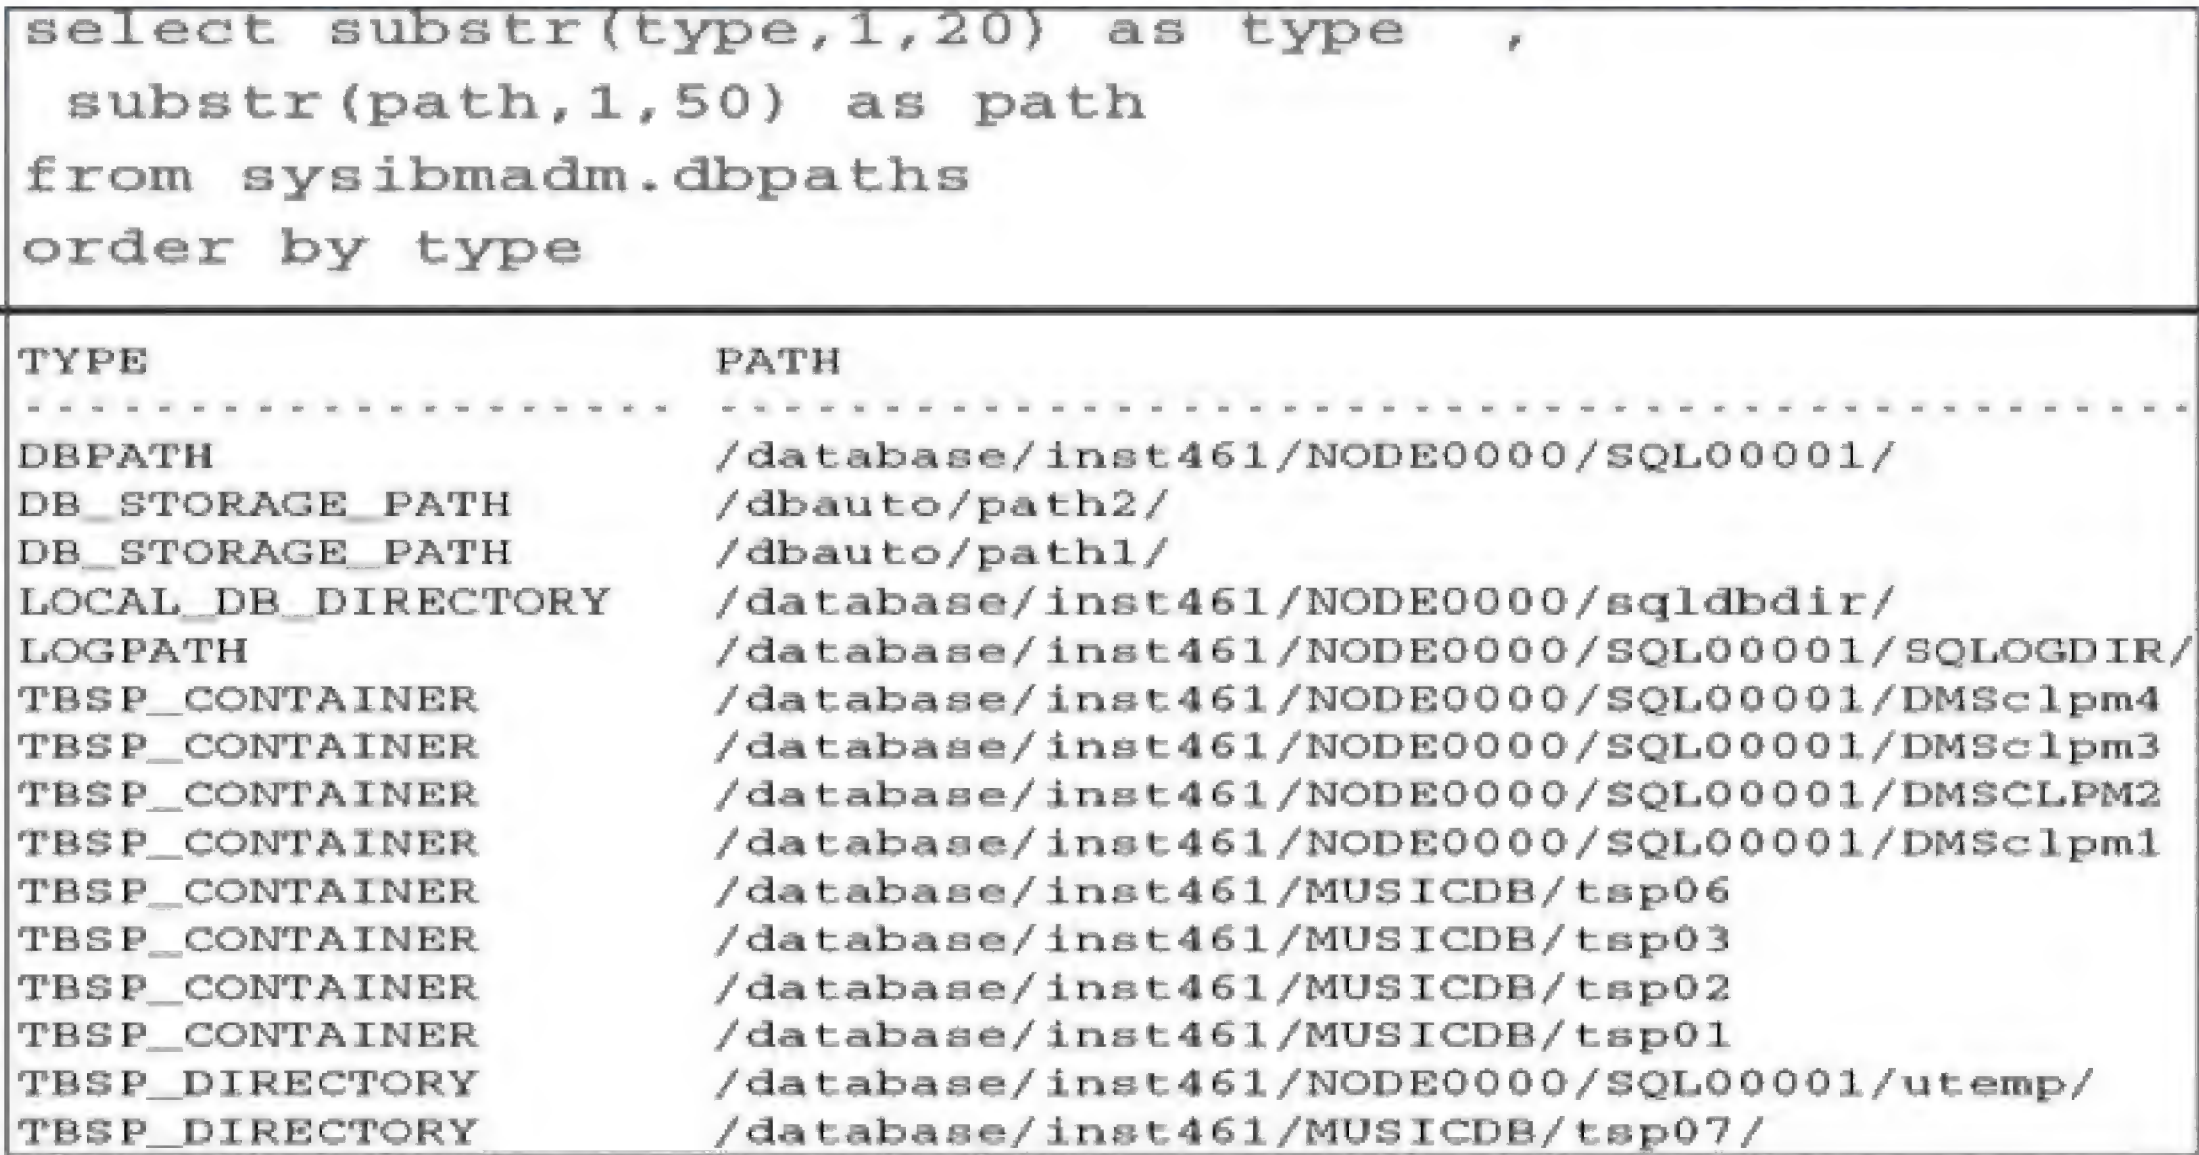 select substr(type,1,20) as type ,
substr(path,1,50) as path
from sysibmadm.dbpaths
order by type
TYPE PATH
-------------------- ----------------------------------------------
DBPATH /database/inst461/NODE0000/SQL00001/
DB_STORAGE_PATH /dbauto/path2/
DB_STORAGE_PATH /dbauto/path1/
LOCAL_DB_DIRECTORY /database/inst461/NODE0000/sqldbdir/
LOGPATH /database/inst461/NODE0000/SQL00001/SQLOGDIR/
TBSP_CONTAINER /database/inst461/NODE0000/SQL00001/DMSclpm4
TBSP_CONTAINER /database/inst461/NODE0000/SQL00001/DMSclpm3
TBSP_CONTAINER /database/inst461/NODE0000/SQL00001/DMSCLPM2
TBSP_CONTAINER /database/inst461/NODE0000/SQL00001/DMSclpm1
TBSP_CONTAINER /database/inst461/MUSICDB/tsp06
TBSP_CONTAINER /database/inst461/MUSICDB/tsp03
TBSP_CONTAINER /database/inst461/MUSICDB/tsp02
TBSP_CONTAINER /database/inst461/MUSICDB/tsp01
TBSP_DIRECTORY /database/inst461/NODE0000/SQL00001/utemp/
TBSP_DIRECTORY /database/inst461/MUSICDB/tsp07/